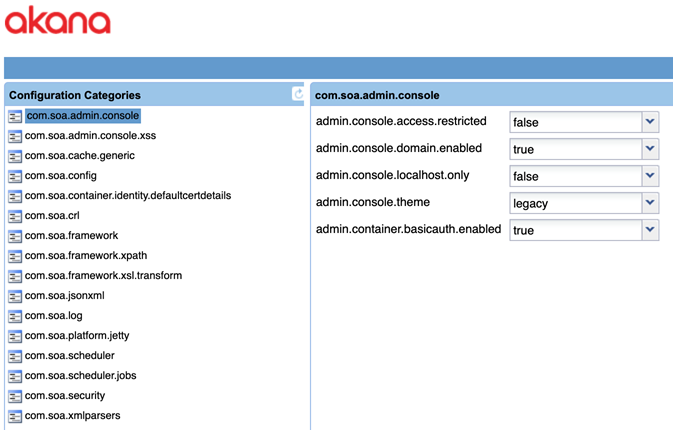 akana
Configuration Categories
com.soa.admin.console
com.soa.admin.console.xss
com.soa.cache.generic
com.soa.config
com.soa.container.identity.defaultcertdetails
com.soa.crl
com.soa.framework
com.soa.framework.xpath
com.soa.framework.xsl.transform
com.soa.jsonxml
com.soa.log
com.soa.platform.jetty
com.soa.scheduler
com.soa.scheduler.jobs
com.soa.security
com.soa.xmlparsers
com.soa.admin.console
admin.console.access.restricted false
admin.console.domain.enabled true
admin.console.localhost.only false
admin.console.theme legacy
admin.container.basicauth.enabled true